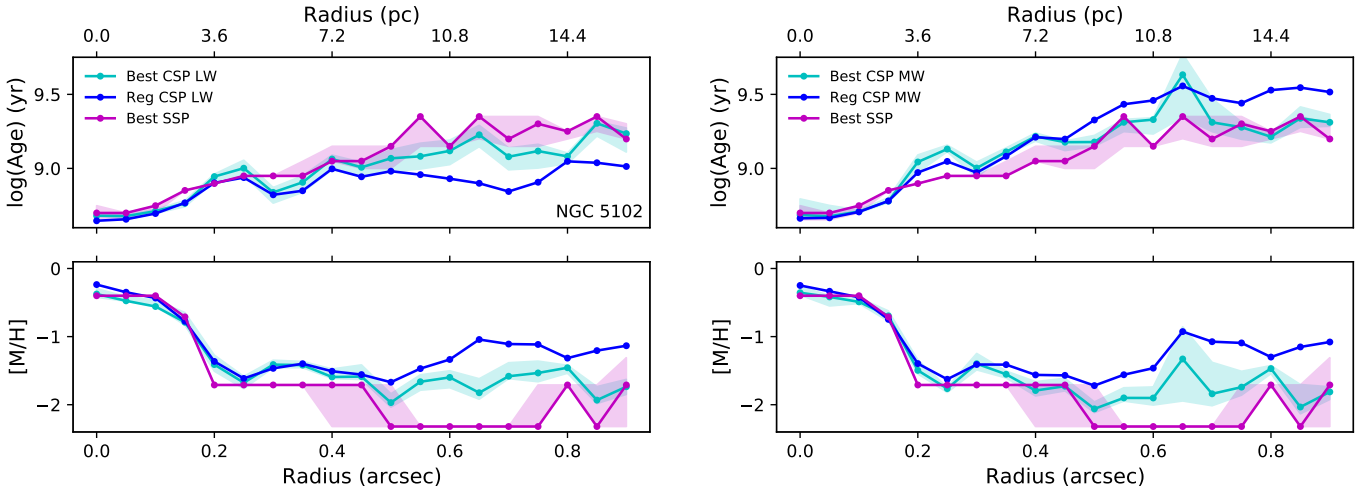 Radius (pc)
0.0 3.6 7.2 10.8 14.4
log(Age) (yr)
9.5
9.0
Best CSP LW
Reg CSP LW
Best SSP
NGC 5102
[M/H]
0
−1
−2
0.0 0.2 0.4 0.6 0.8
Radius (arcsec)
Radius (pc)
0.0 3.6 7.2 10.8 14.4
log(Age) (yr)
9.5
9.0
Best CSP MW
Reg CSP MW
Best SSP
[M/H]
0
−1
−2
0.0 0.2 0.4 0.6 0.8
Radius (arcsec)